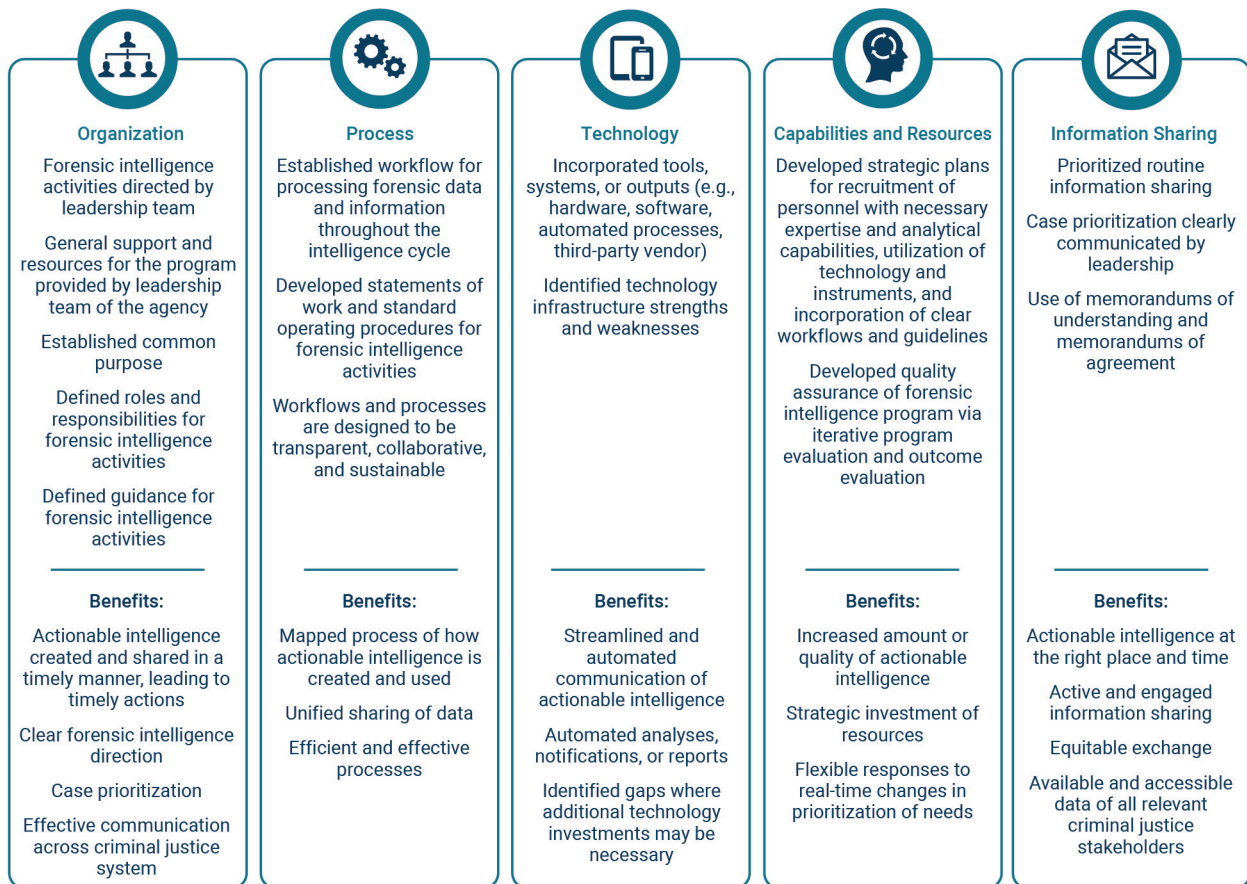 Organization
Forensic intelligence
activities directed by
leadership team
General support and
resources for the program
provided by leadership
team of the agency
Established common
purpose
Defined roles and
responsibilities for
forensic intelligence
activities
Defined guidance for
forensic intelligence
activities
Benefits:
Actionable intelligence
created and shared in a
timely manner, leading to
timely actions
Clear forensic intelligence
direction
Case prioritization
Effective communication
across criminal justice
system
Process
Established workflow for
processing forensic data
and information
throughout the
intelligence cycle
Developed statements of
work and standard
operating procedures for
forensic intelligence
activities
Workflows and processes
are designed to be
transparent, collaborative,
and sustainable
Benefits:
Mapped process of how
actionable intelligence is
created and used
Unified sharing of data
Efficient and effective
processes
Technology
Incorporated tools,
systems, or outputs (e.g.,
hardware, software,
automated processes,
third-party vendor)
Identified technology
infrastructure strengths
and weaknesses
Benefits:
Streamlined and
automated
communication of
actionable intelligence
Automated analyses,
notifications, or reports
Identified gaps where
additional technology
investments may be
necessary
Capabilities and Resources
Developed strategic plans
for recruitment of
personnel with necessary
expertise and analytical
capabilities, utilization of
technology and
instruments, and
incorporation of clear
workflows and guidelines
Developed quality
assurance of forensic
intelligence program via
iterative program
evaluation and outcome
evaluation
Benefits:
Increased amount or
quality of actionable
intelligence
Strategic investment of
resources
Flexible responses to
real-time changes in
prioritization of needs
Information Sharing
Prioritized routine
information sharing
Case prioritization clearly
communicated by
leadership
Use of memorandums of
understanding and
memorandums of
agreement
Benefits:
Actionable intelligence at
the right place and time
Active and engaged
information sharing
Equitable exchange
Available and accessible
data of all relevant
criminal justice
stakeholders